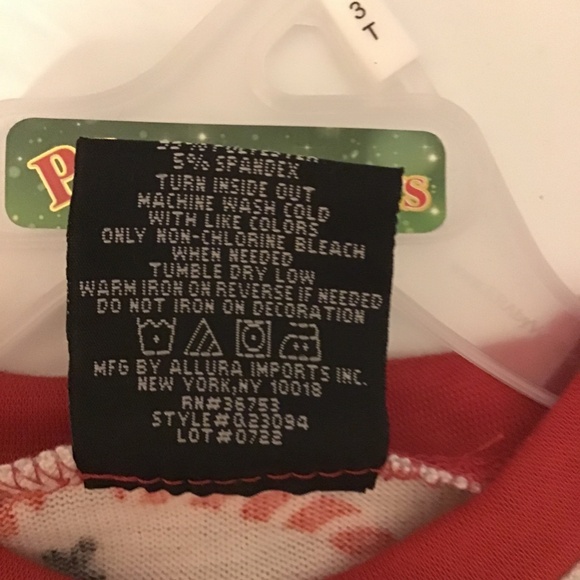 3T
5% SPANDEX
TURN INSIDE OUT
MACHINE WASH COLD
WITH LIKE COLORS
ONLY NON-CHLORINE BLEACH
WHEN NEEDED
TUMBLE DRY LOW
WARM IRON ON REVERSE IF NEEDED
DO NOT IRON ON DECORATION
MFG BY ALLURA IMPORTS INC.
NEW YORK,NY 10018
RN#36753
STYLE#Q23094
LOT#0722